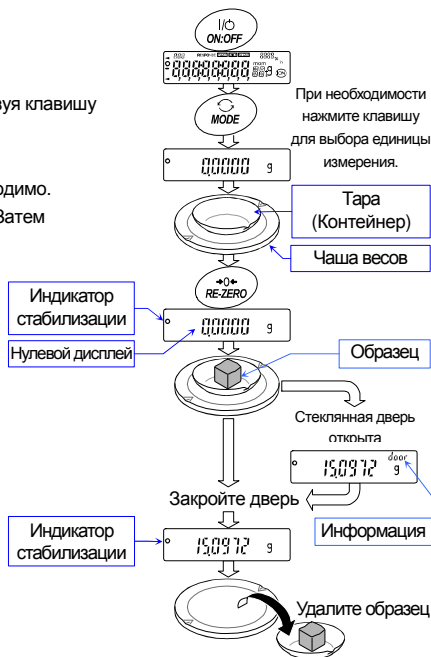 I/⏻
ON:OFF
MODE
вуя клавишу
При необходимости
нажмите клавишу
для выбора единицы
измерения.
0.0000 g
одимо.
Затем
Тара
(Контейнер)
Чаша весов
→0←
RE-ZERO
Индикатор
стабилизации
0.0000 g
Нулевой дисплей
Образец
Стеклянная дверь
открыта
door
15.0972 g
Закройте дверь
Информация
Индикатор
стабилизации
15.0972 g
Удалите образец